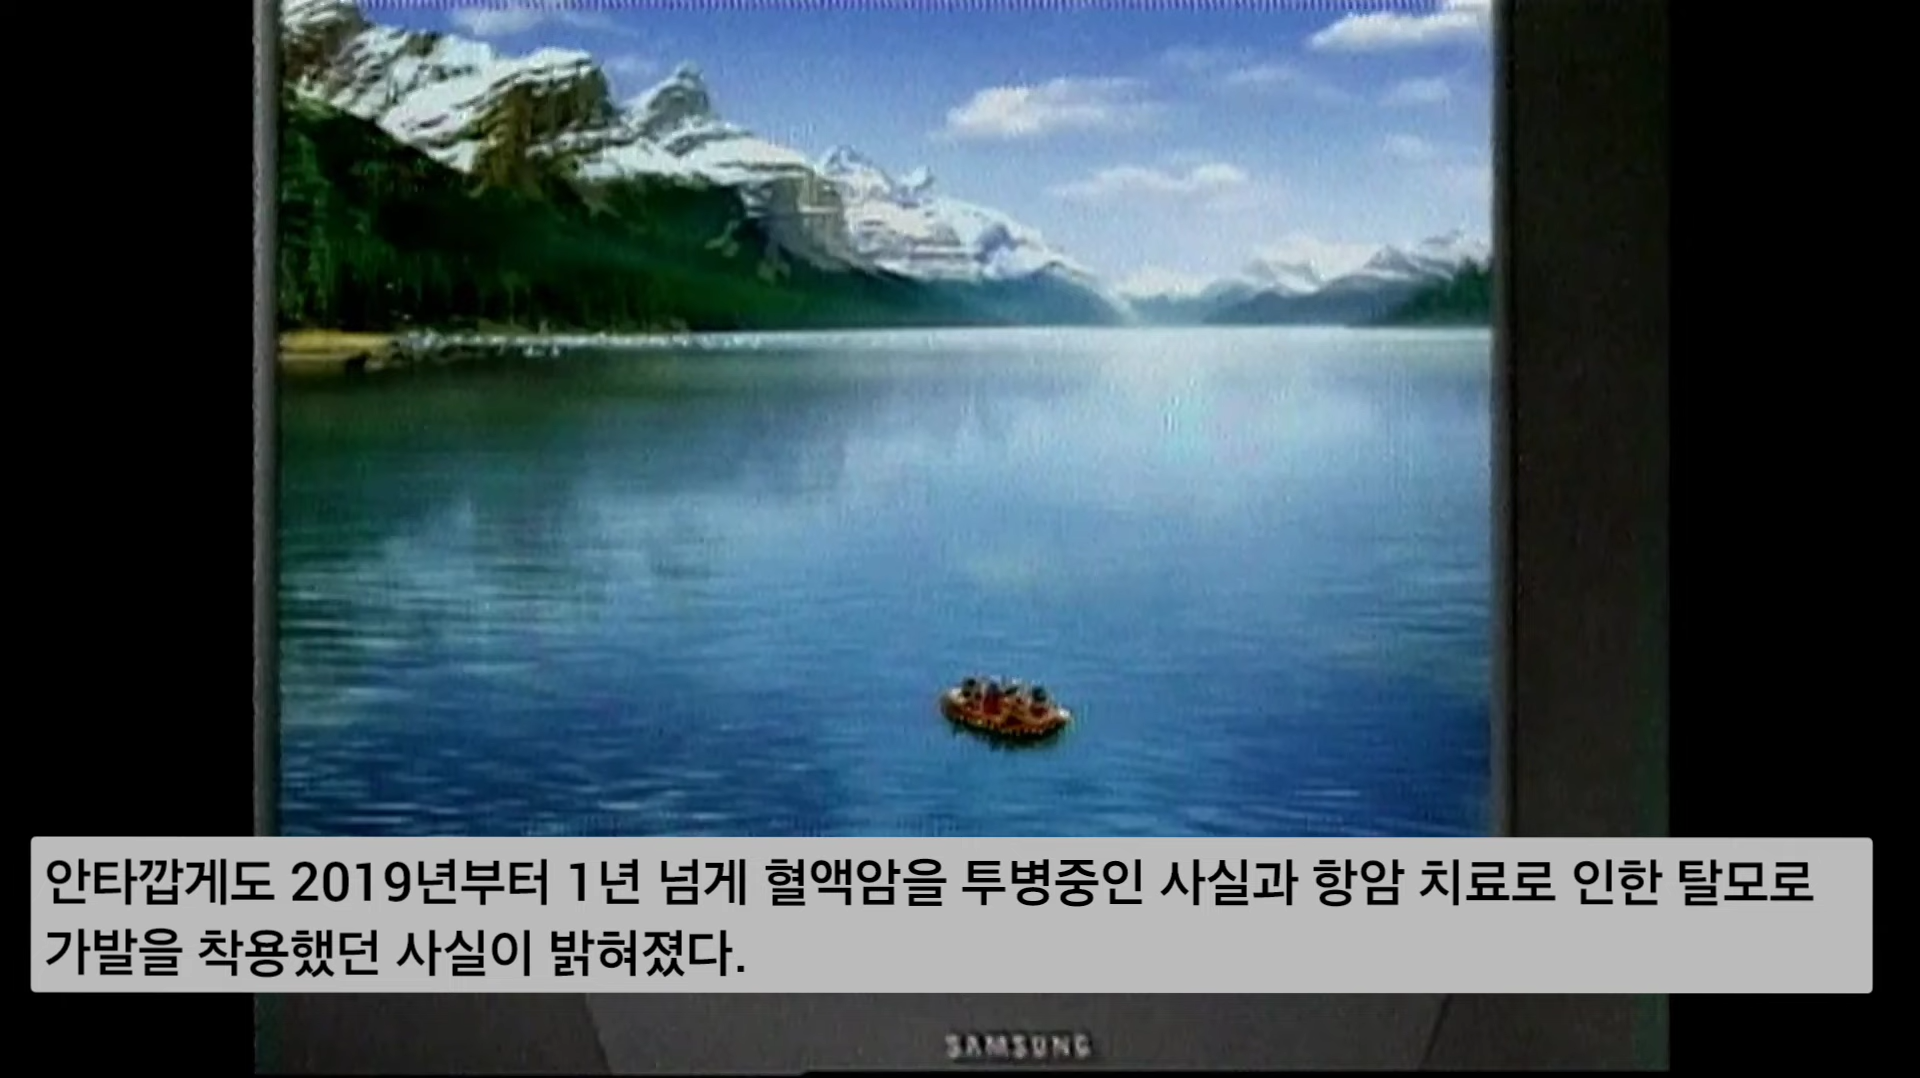 안타깝게도 2019년부터 1년 넘게 혈액암을 투병중인 사실과 항암 치료로 인한 탈모로
가발을 착용했던 사실이 밝혀졌다.
SAMSUNG